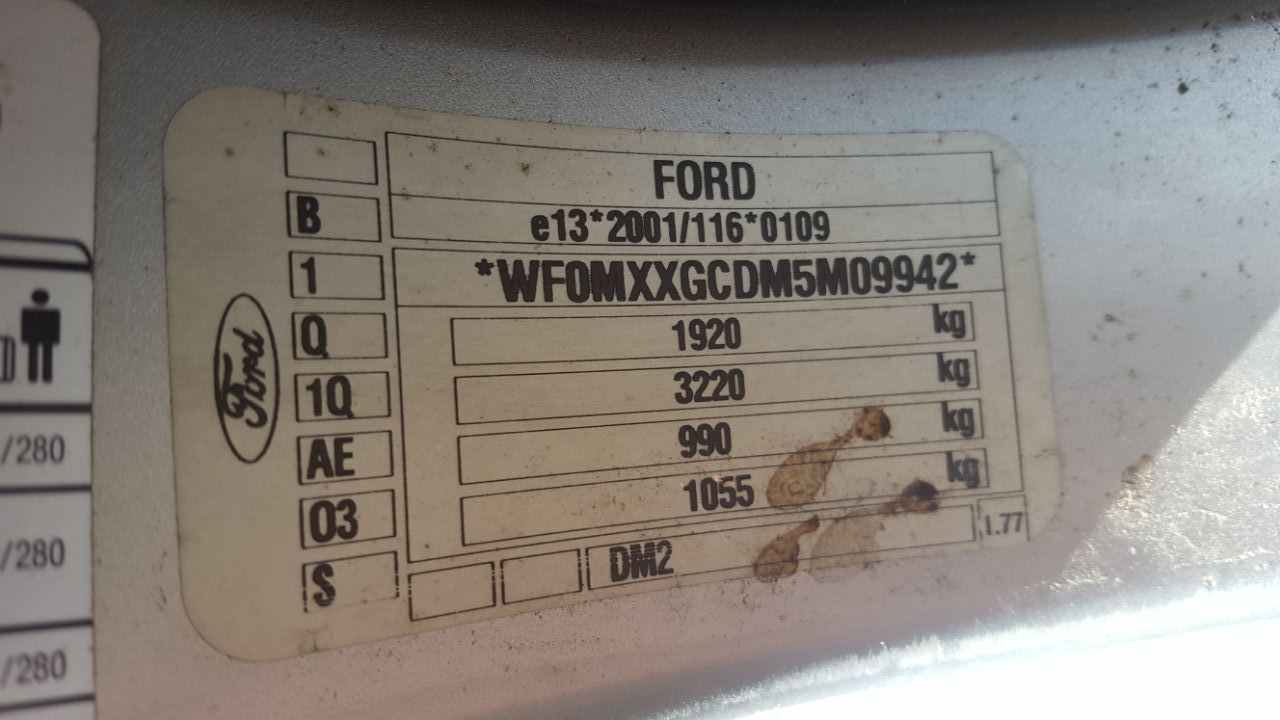 FORD
B e13*2001/116*0109
1 *WF0MXXGCDM5M09942*
Q 1920 kg
1Q 3220 kg
AE 990 kg
03 1055 kg
S DM2 1.77
Ford
/280
/280
/280